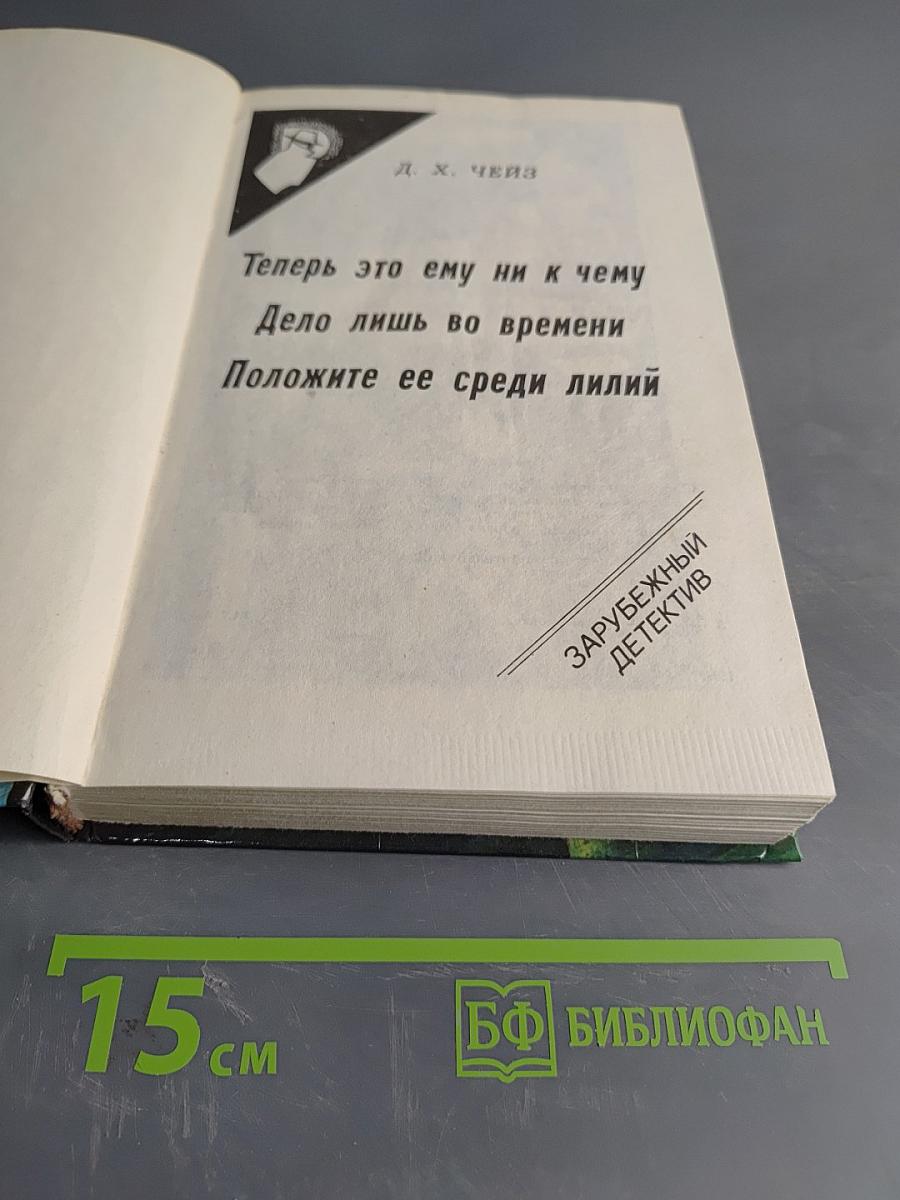 Д. Х. ЧЕЙЗ
Теперь это ему ни к чему
Дело лишь во времени
Положите ее среди лилий
ЗАРУБЕЖНЫЙ
ДЕТЕКТИВ
15 см
БФ БИБЛИОФАН